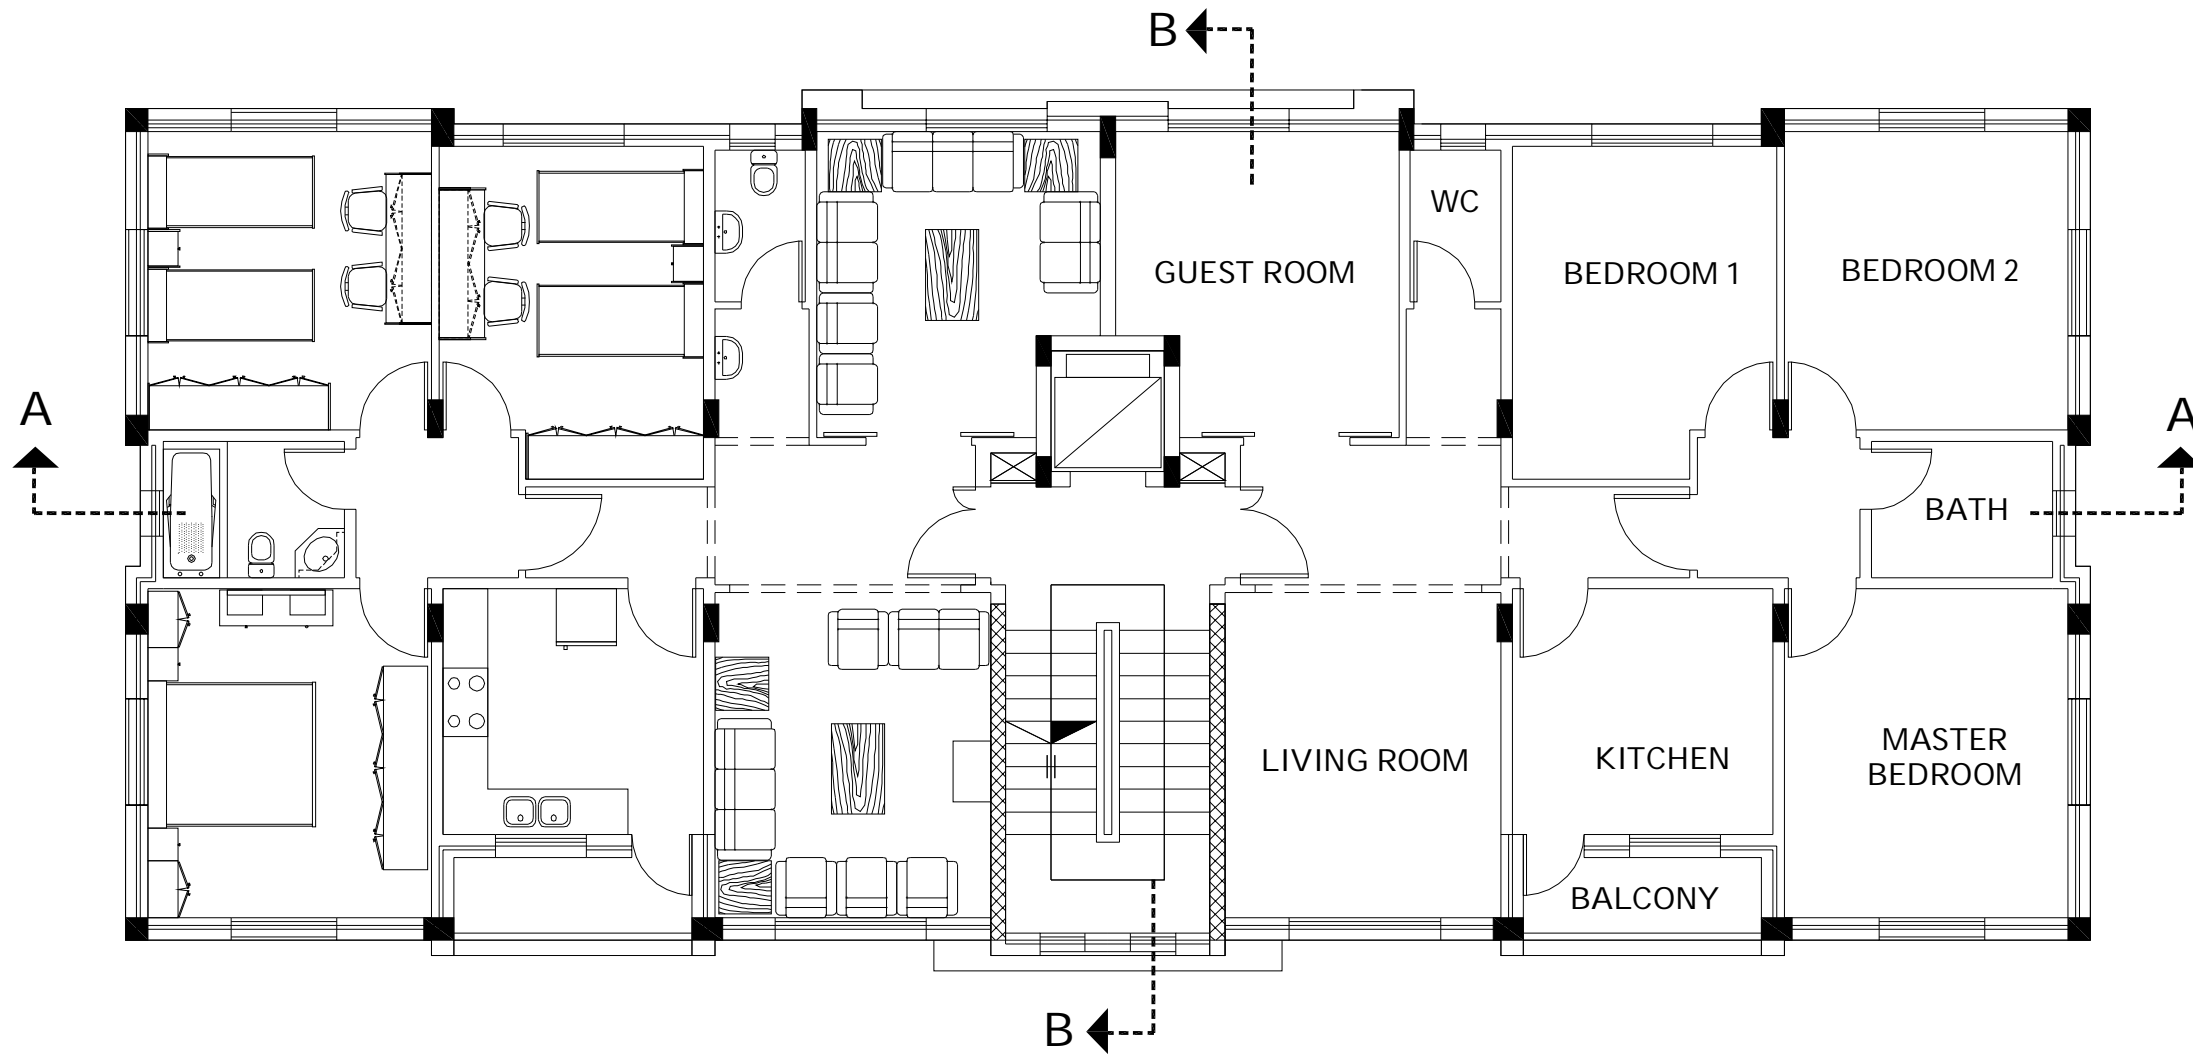 B
WC
GUEST ROOM
BEDROOM 1
BEDROOM 2
A
A
BATH
LIVING ROOM
KITCHEN
MASTER
BEDROOM
BALCONY
B